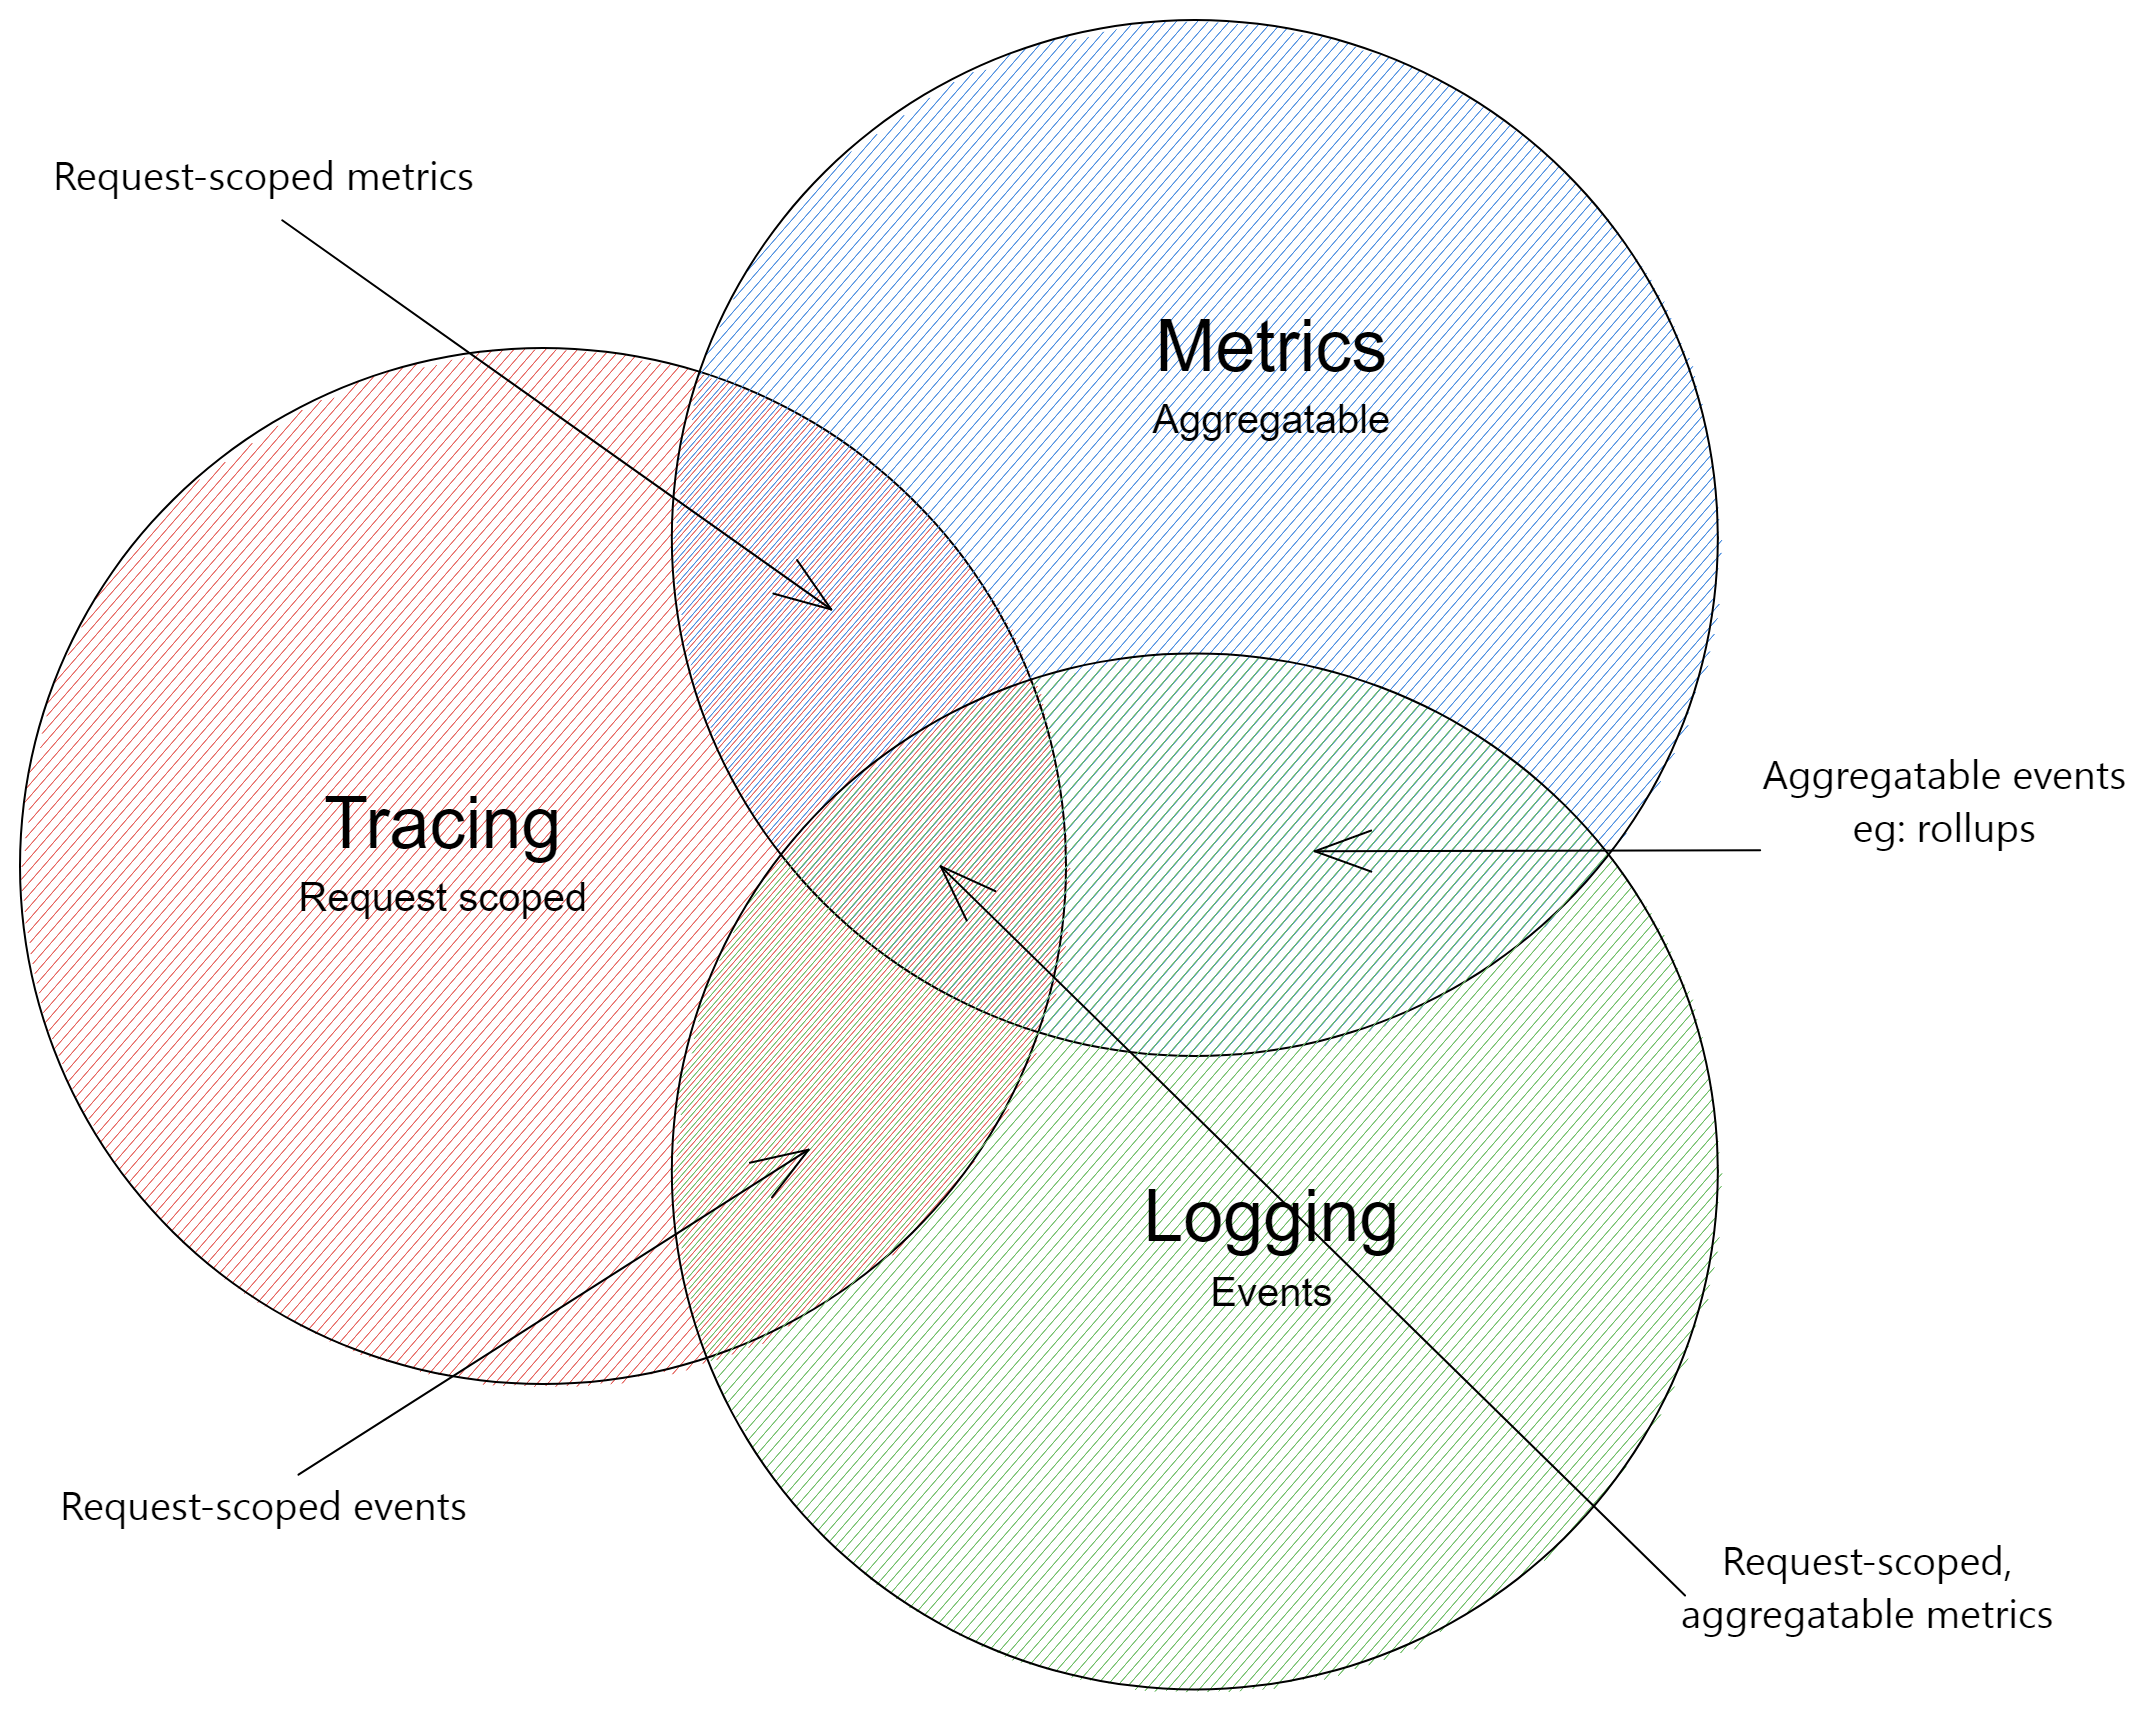 Request-scoped metrics
Metrics
Aggregatable
Aggregatable events
eg: rollups
Tracing
Request scoped
Logging
Events
Request-scoped events
Request-scoped,
aggregatable metrics